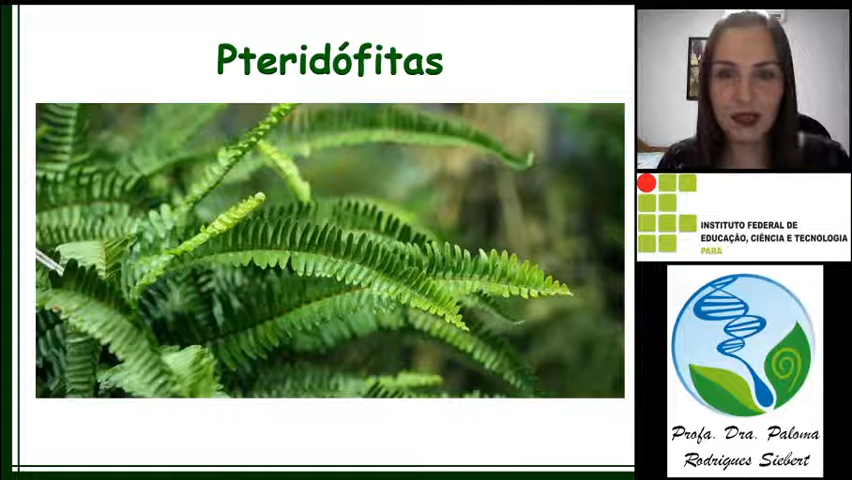 Pteridófitas
INSTITUTO FEDERAL DE
EDUCAÇÃO, CIÊNCIA E TECNOLOGIA
PARÁ
Profa. Dra. Paloma
Rodrigues Siebert